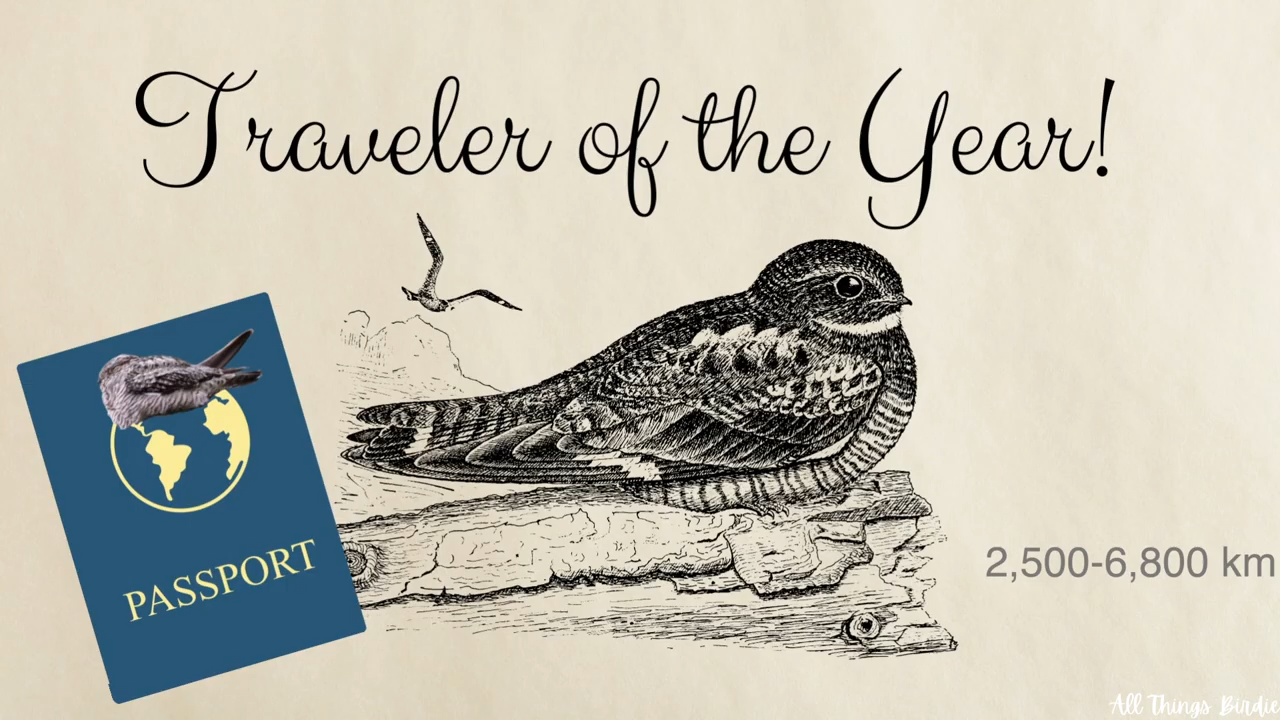 Traveler of the Year!
PASSPORT
2,500-6,800 km
All Things Birdie